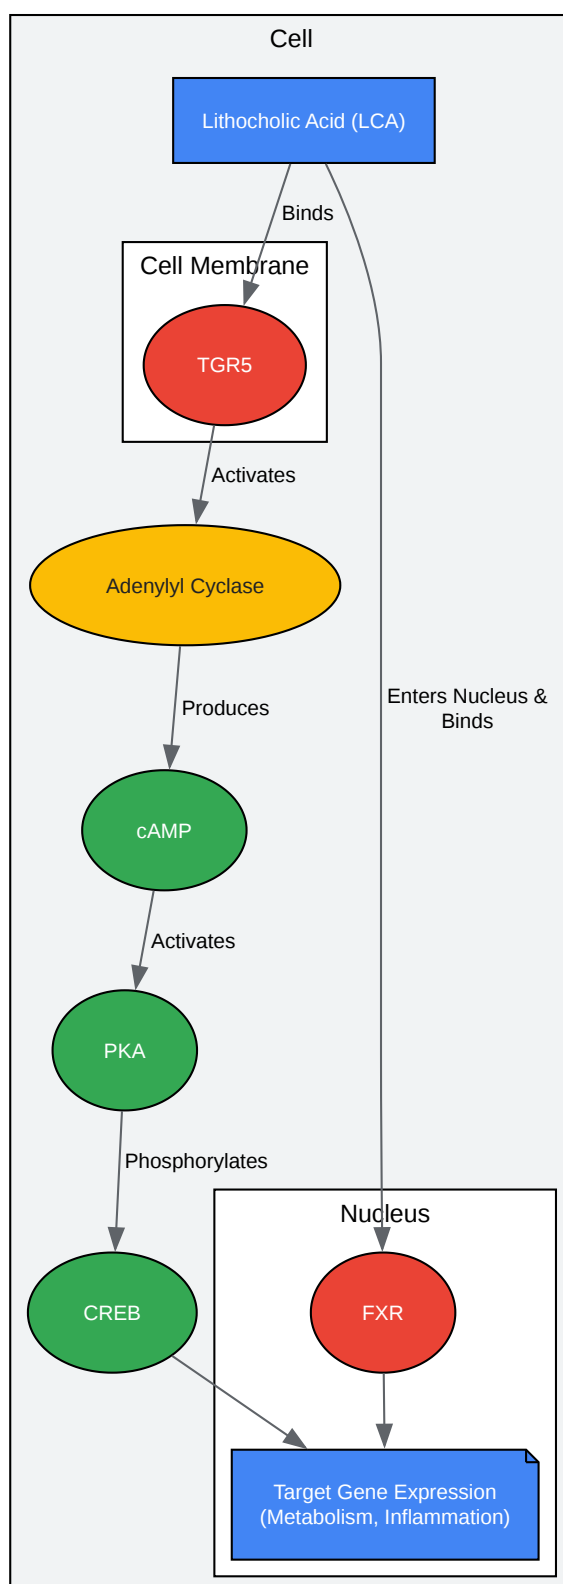 Cell
Lithocholic Acid (LCA)
Binds
Cell Membrane
TGR5
Activates
Adenylyl Cyclase
Produces
Enters Nucleus &
Binds
cAMP
Activates
PKA
Phosphorylates
Nucleus
CREB
FXR
Target Gene Expression
(Metabolism, Inflammation)